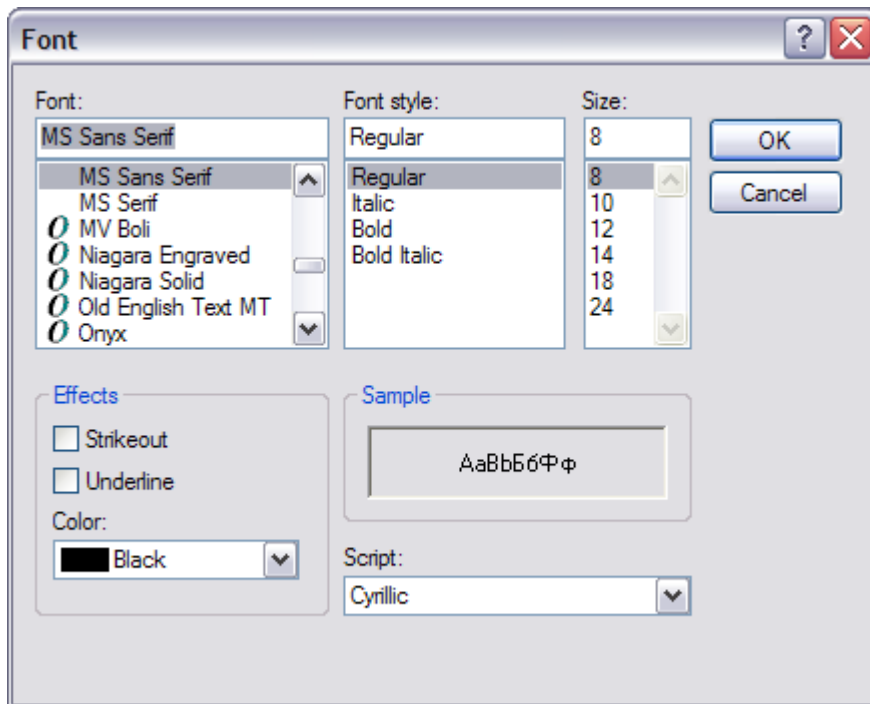 Font
Font:
MS Sans Serif
MS Sans Serif
MS Serif
MV Boli
Niagara Engraved
Niagara Solid
Old English Text MT
Onyx
Font style:
Regular
Regular
Italic
Bold
Bold Italic
Size:
8
8
10
12
14
18
24
OK
Cancel
Effects
Strikeout
Underline
Color:
Black
Sample
AaBbБбФф
Script:
Cyrillic